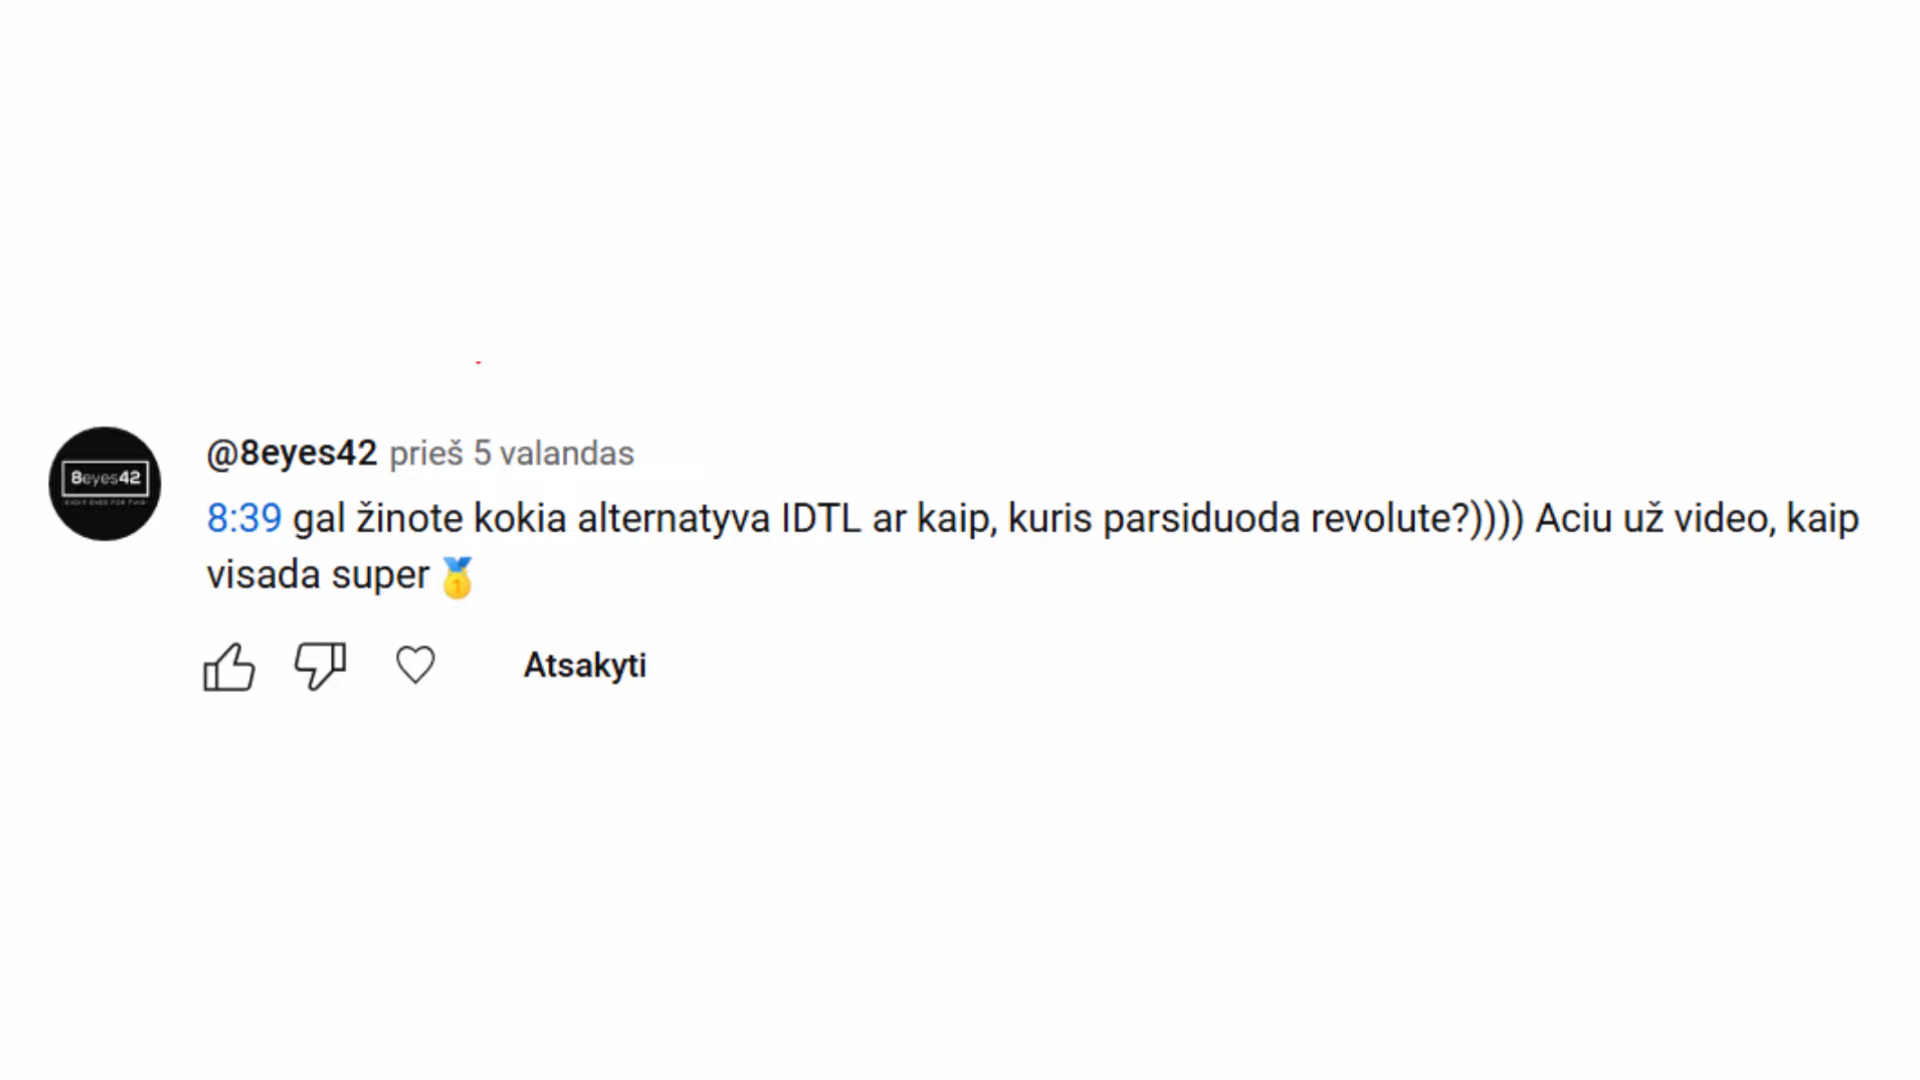 8eyes42
@8eyes42 prieš 5 valandas
8:39 gal žinote kokia alternatyva IDTL ar kaip, kuris parsiduoda revolute?)))) Aciu už video, kaip
visada super🥇
Atsakyti